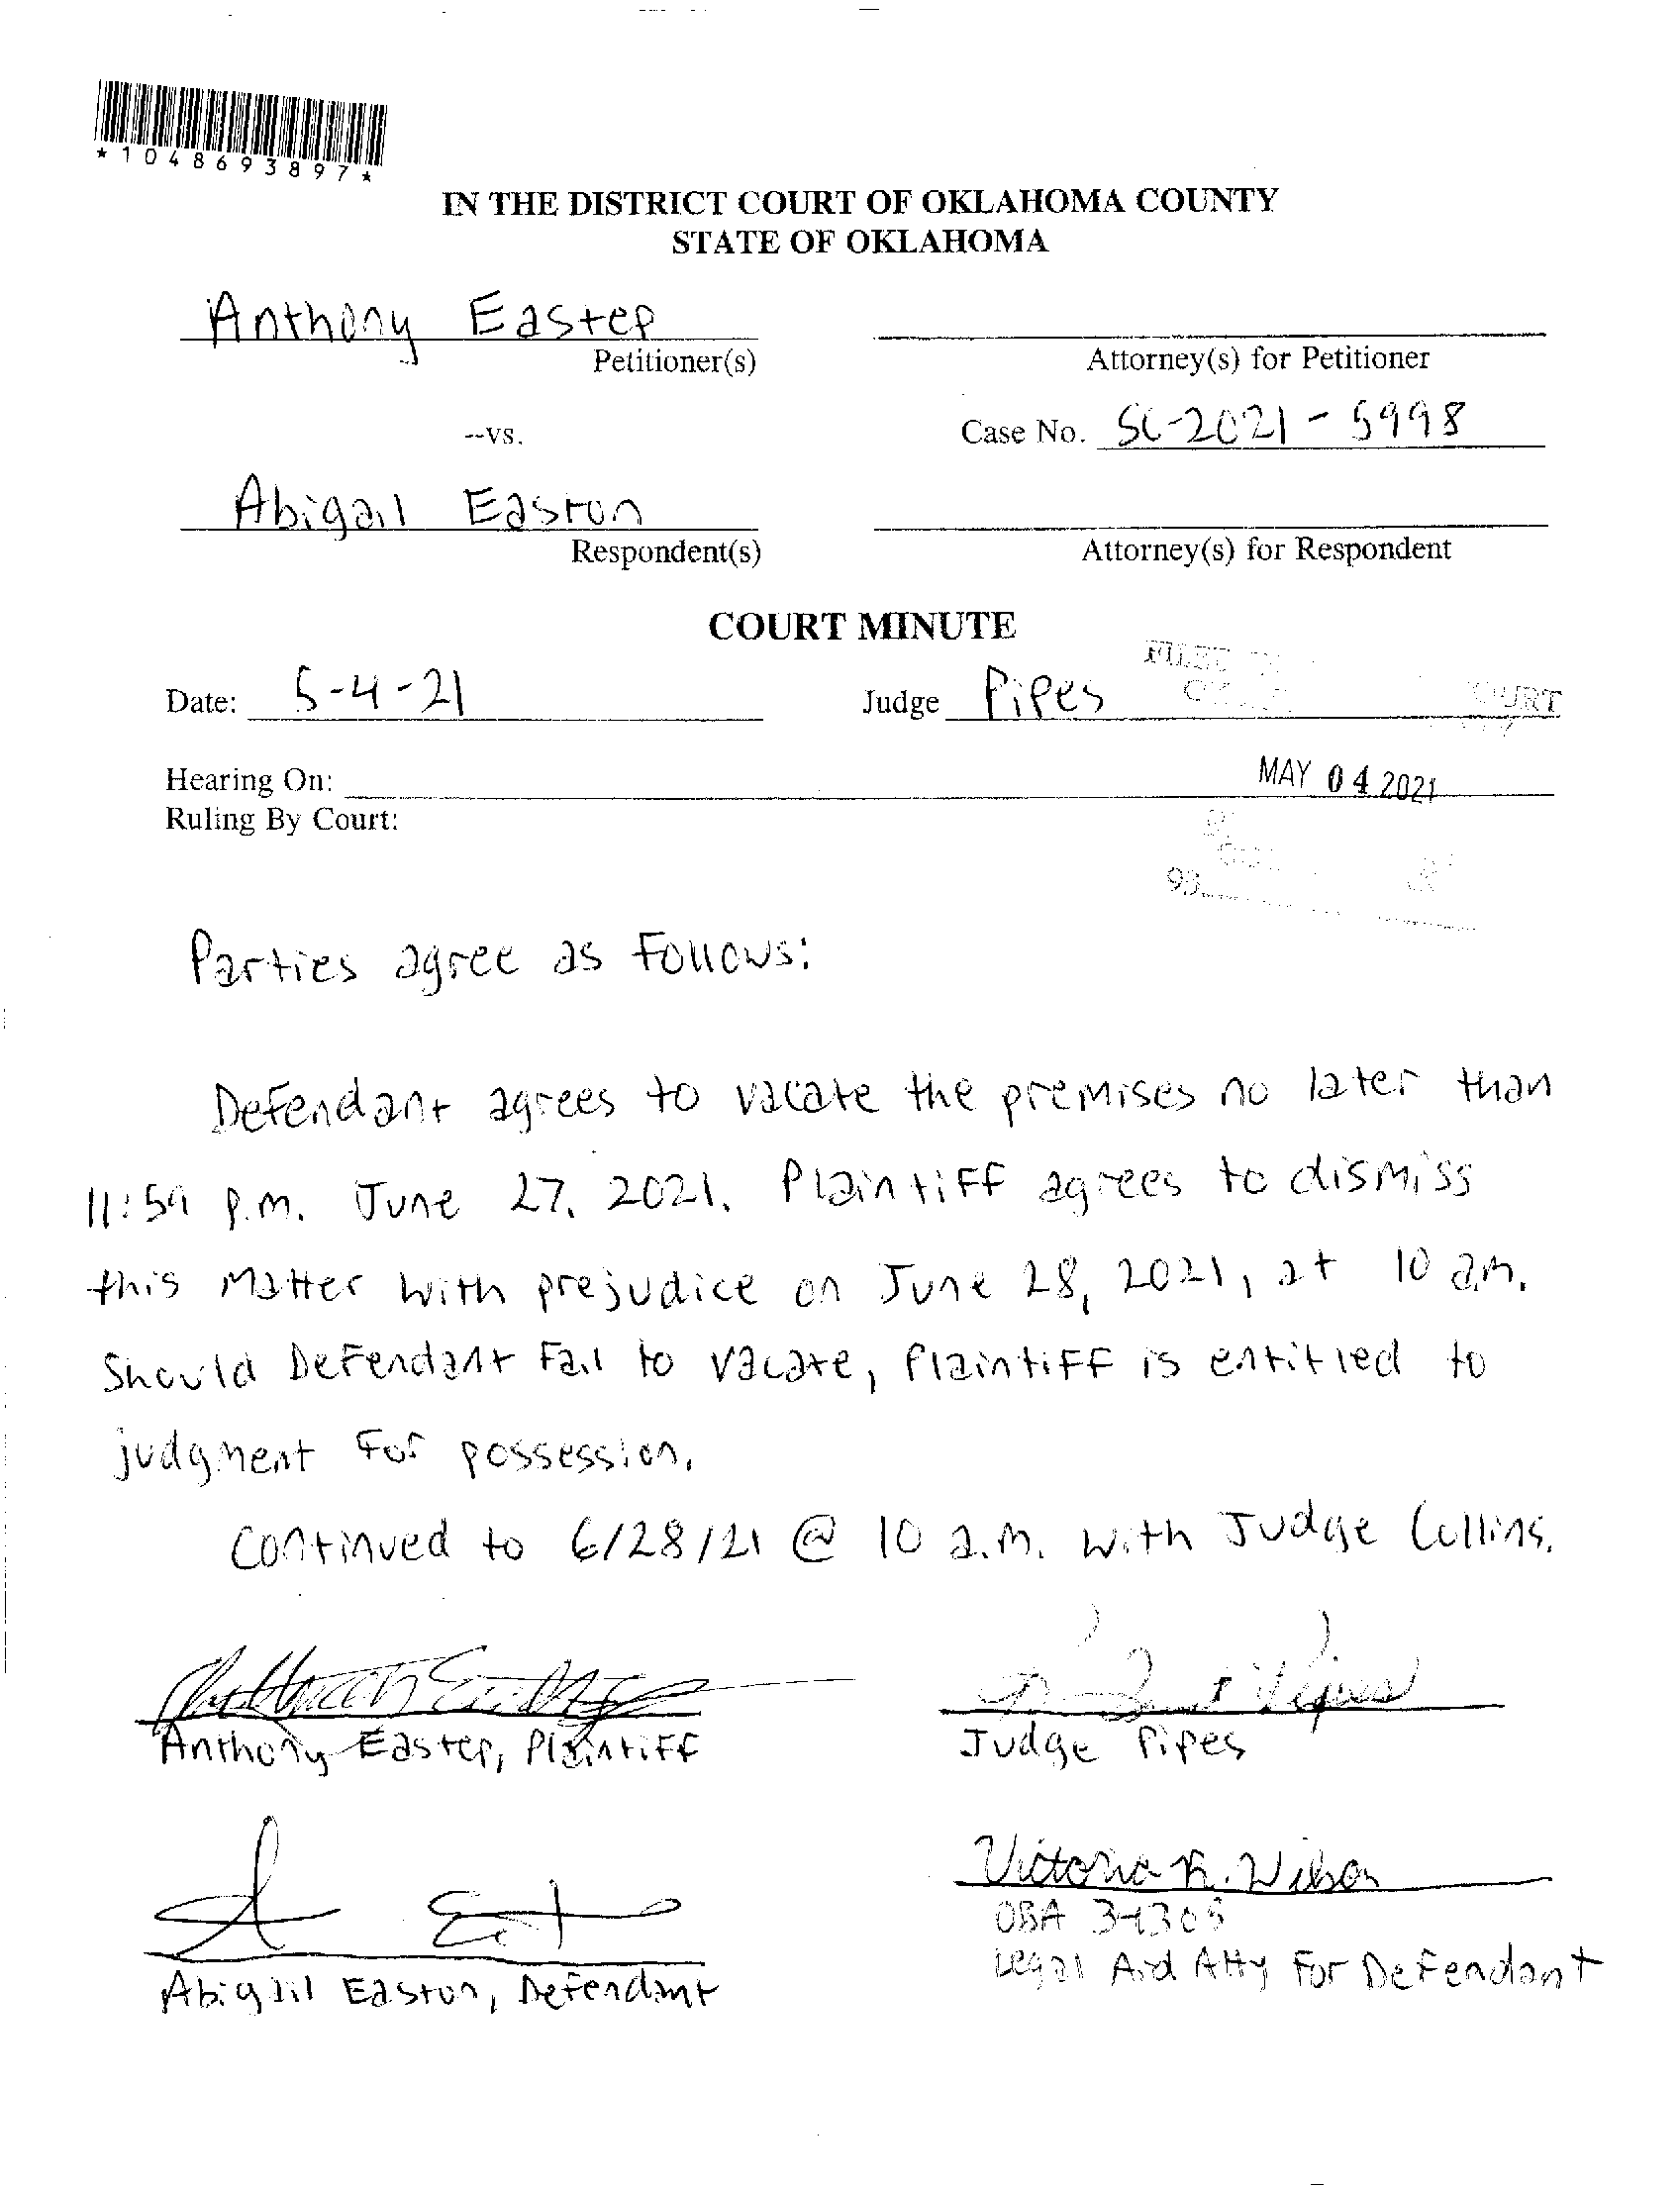 *1048693897*
IN THE DISTRICT COURT OF OKLAHOMA COUNTY
STATE OF OKLAHOMA
Anthony Eastep
Petitioner(s)
Attorney(s) for Petitioner
--vs.
Case No. SC-2021-5998
Abigail Easton
Respondent(s)
Attorney(s) for Respondent
COURT MINUTE
FILED
COURT
Date: 5-4-21
Judge Pipes
Hearing On:
MAY 04 2021
Ruling By Court:
Parties agree as follows:
Defendant agrees to vacate the premises no later than
11:59 p.m. June 27, 2021. Plaintiff agrees to dismiss
this matter with prejudice on June 28, 2021, at 10 a.m.
Should Defendant fail to vacate, Plaintiff is entitled to
judgment for possession.
Continued to 6/28/21 @ 10 a.m. with Judge Collins.
Anthony Eastep, Plaintiff
Judge Pipes
Victoria R. Wilson
OBA 34305
Legal Aid Atty for Defendant
Abigail Easton, Defendant